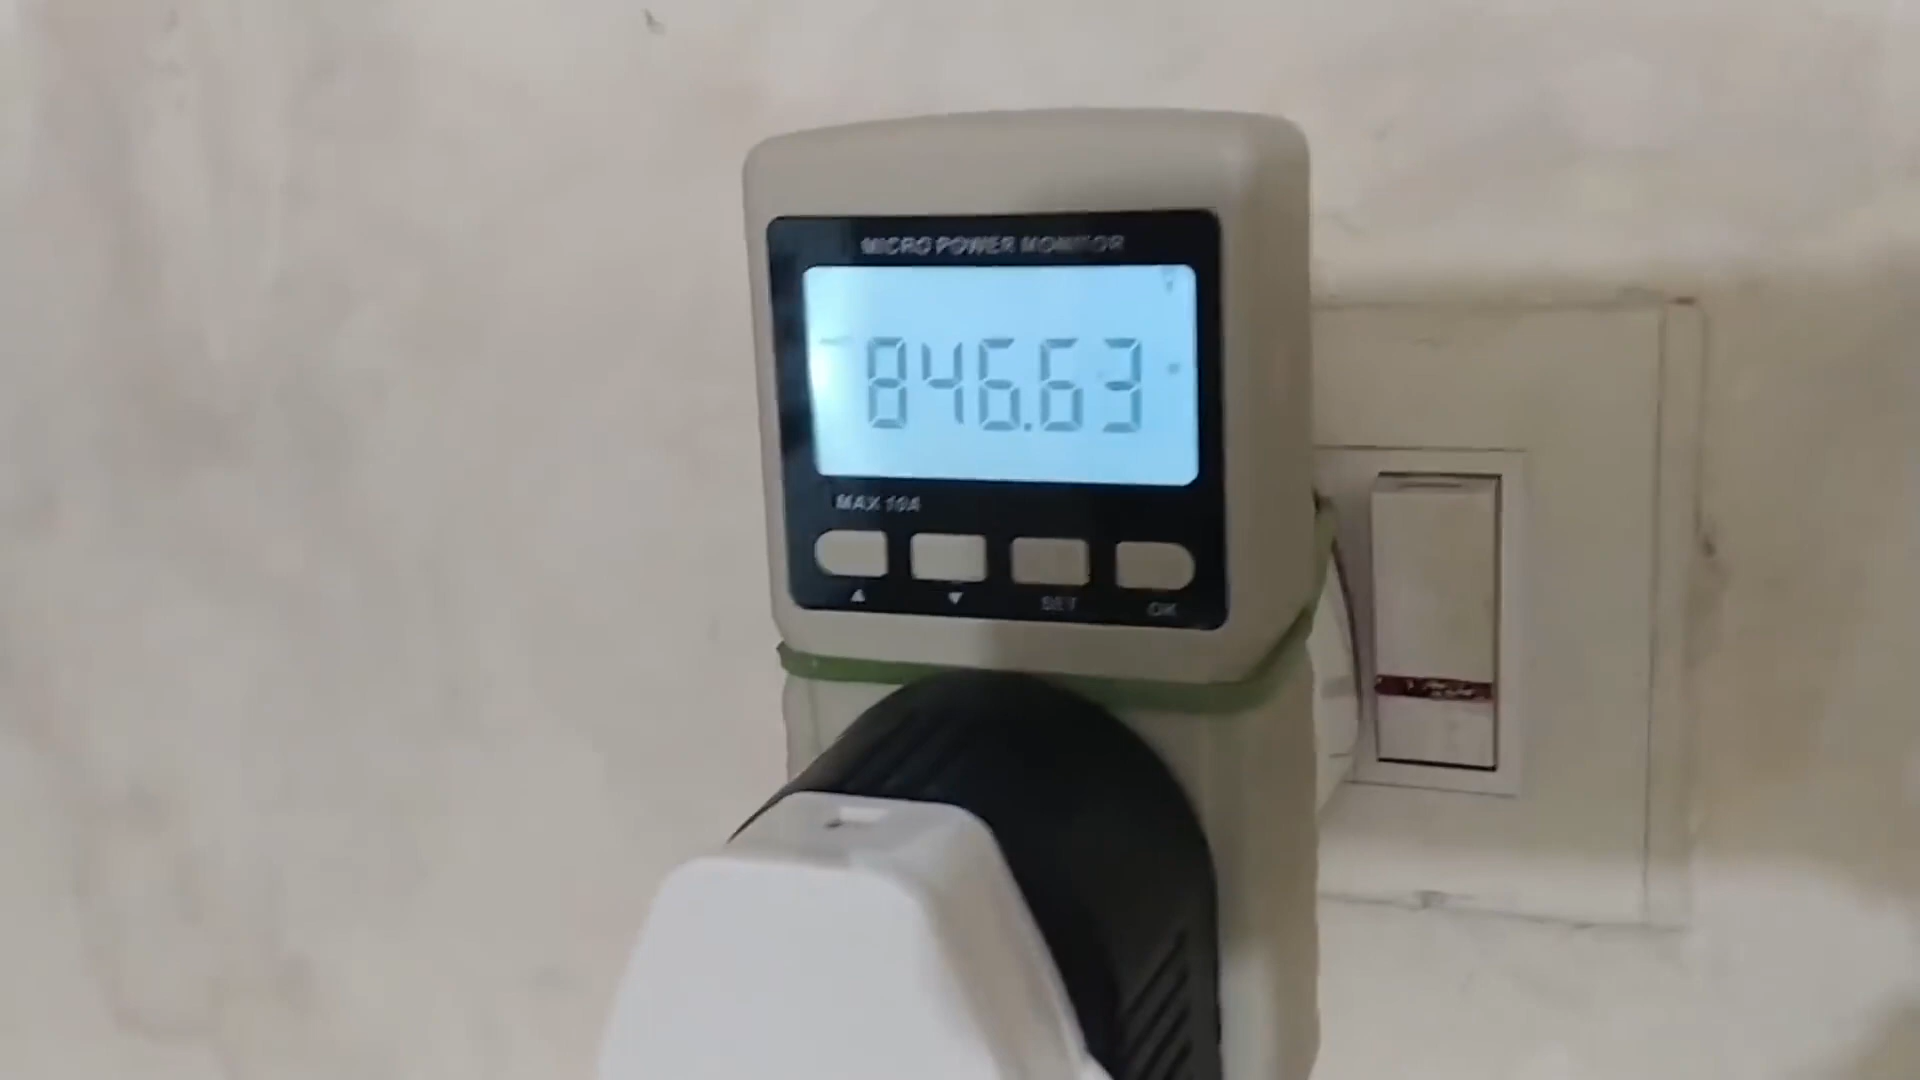 MICRO POWER MONITOR
846.63
MAX 10A
▲ ▼ SET OK